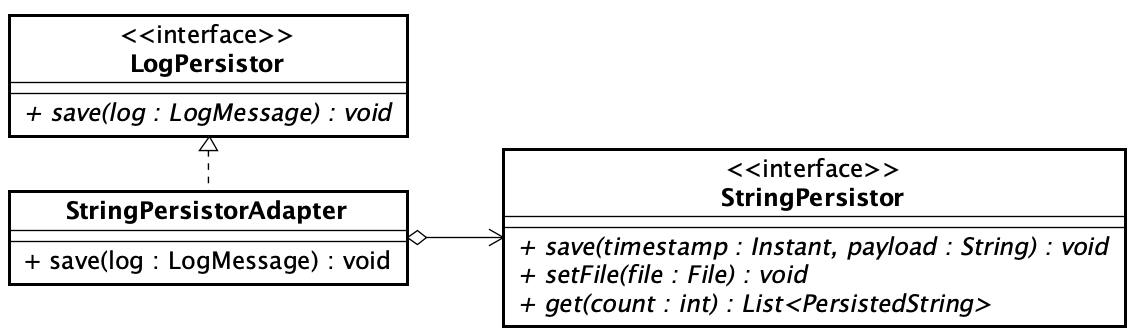 <<interface>>
LogPersistor
+ save(log : LogMessage) : void
StringPersistorAdapter
+ save(log : LogMessage) : void
<<interface>>
StringPersistor
+ save(timestamp : Instant, payload : String) : void
+ setFile(file : File) : void
+ get(count : int) : List<PersistedString>